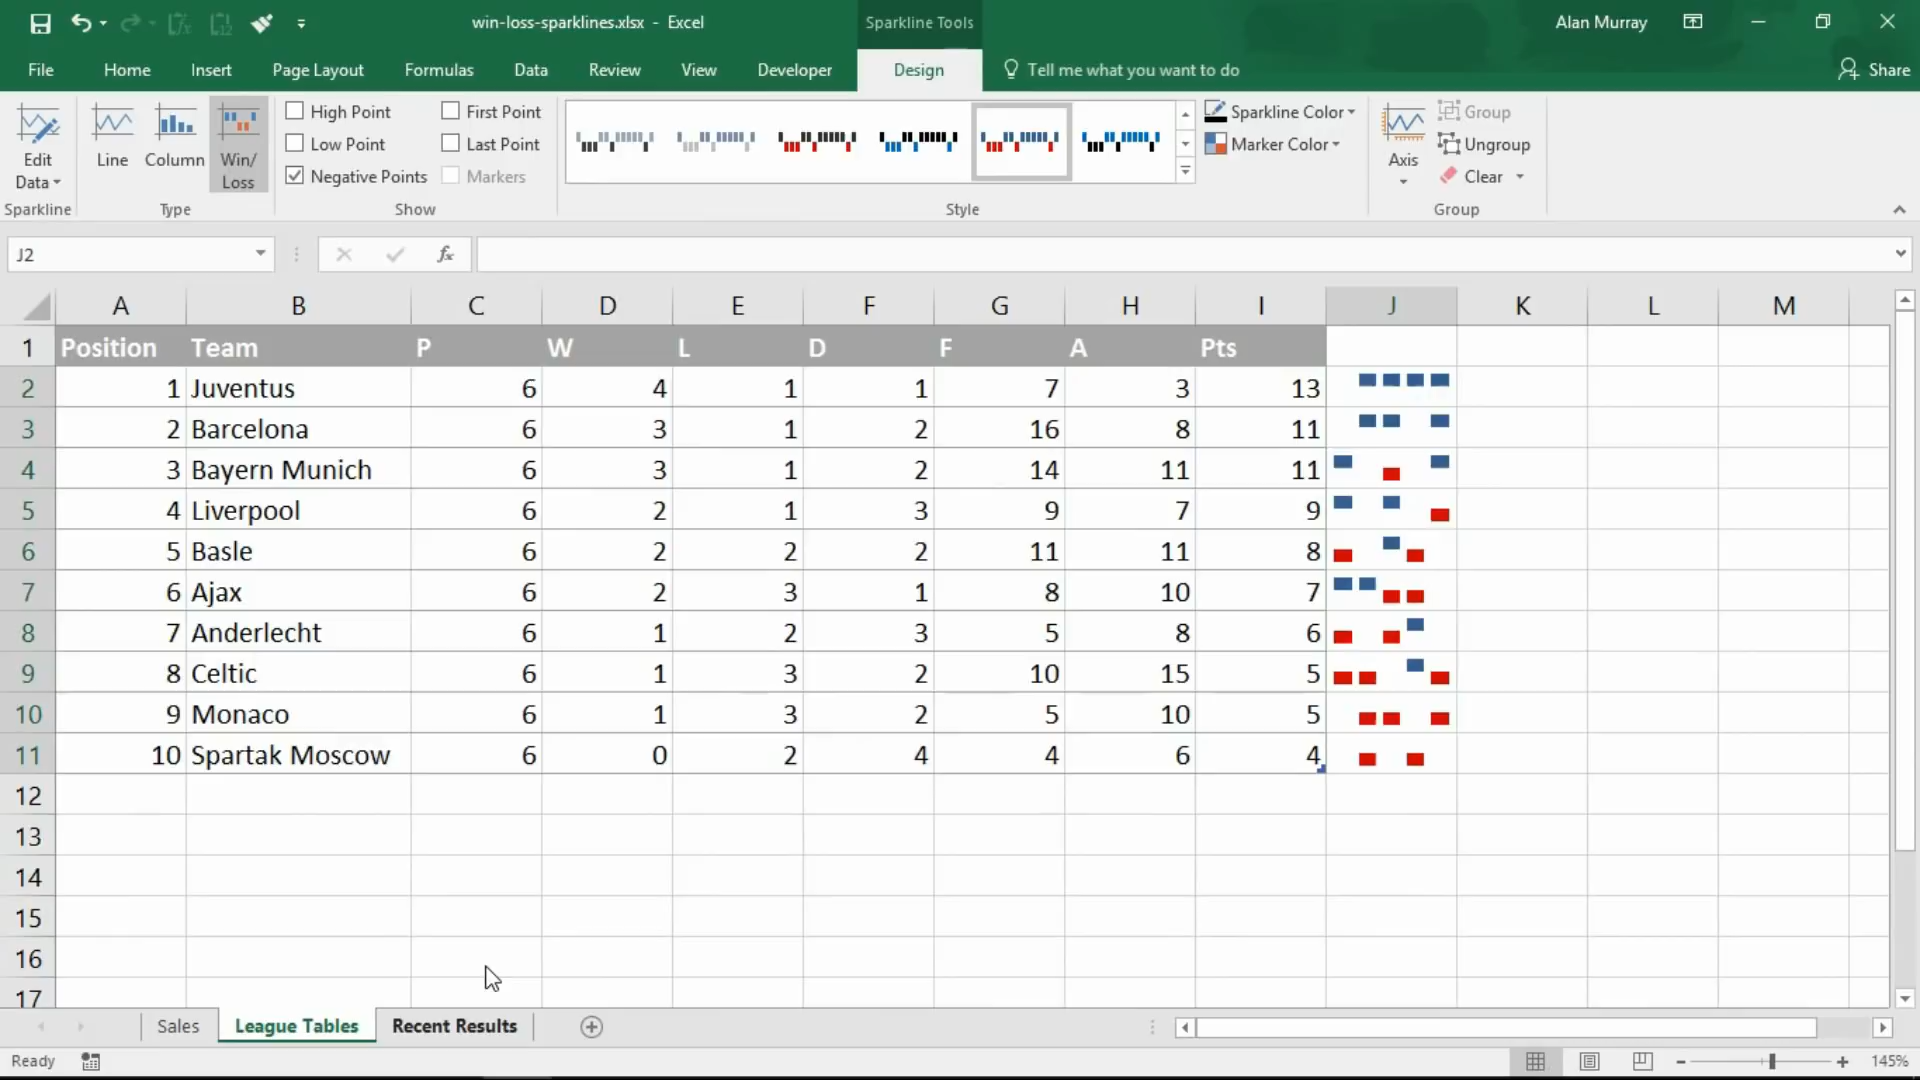 win-loss-sparklines.xlsx - Excel
Sparkline Tools
Alan Murray
File Home Insert Page Layout Formulas Data Review View Developer Design Tell me what you want to do Share
Edit Data
Line
Column
Win/ Loss
High Point
Low Point
Negative Points
First Point
Last Point
Markers
Sparkline Color
Marker Color
Axis
Group
Ungroup
Clear
Sparkline Type Show Style Group
J2 fx
A B C D E F G H I J K L M
1 Position Team P W L D F A Pts
2 1 Juventus 6 4 1 1 7 3 13
3 2 Barcelona 6 3 1 2 16 8 11
4 3 Bayern Munich 6 3 1 2 14 11 11
5 4 Liverpool 6 2 1 3 9 7 9
6 5 Basle 6 2 2 2 11 11 8
7 6 Ajax 6 2 3 1 8 10 7
8 7 Anderlecht 6 1 2 3 5 8 6
9 8 Celtic 6 1 3 2 10 15 5
10 9 Monaco 6 1 3 2 5 10 5
11 10 Spartak Moscow 6 0 2 4 4 6 4
12
13
14
15
16
17
Sales League Tables Recent Results
Ready 145%